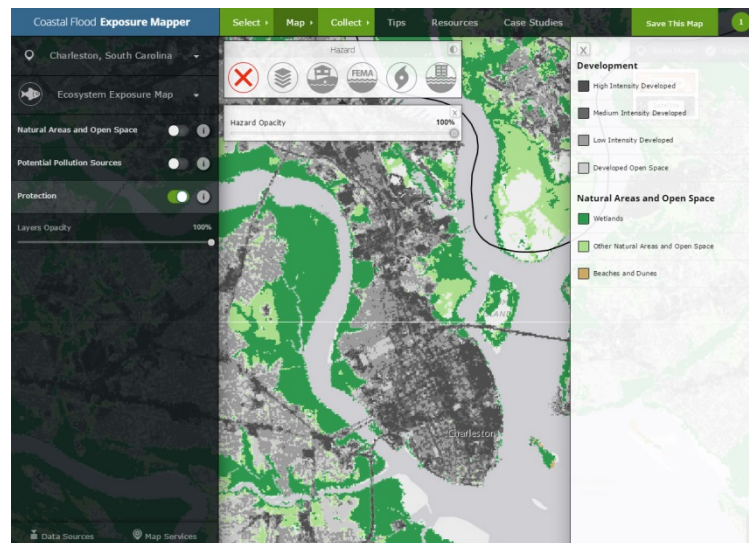 Coastal Flood Exposure Mapper
Select
Map
Collect
Tips
Resources
Case Studies
Save This Map
1
Charleston, South Carolina
Ecosystem Exposure Map
Natural Areas and Open Space
i
Potential Pollution Sources
i
Protection
i
Layers Opacity 100%
Data Sources
Map Services
Hazard
FEMA
x
Hazard Opacity 100%
Charleston
X
Development
High Intensity Developed
Medium Intensity Developed
Low Intensity Developed
Developed Open Space
Natural Areas and Open Space
Wetlands
Other Natural Areas and Open Space
Beaches and Dunes